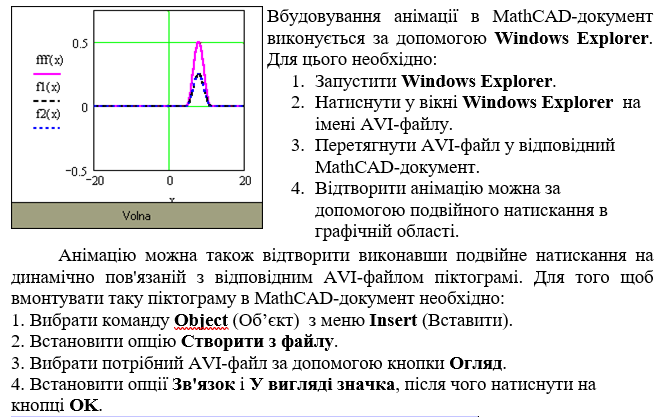 0.5
fff(x)
f1(x)
0
f2(x)
−0.5
−20
0
20
x
Volna
Вбудовування анімації в MathCAD-документ
виконується за допомогою Windows Explorer.
Для цього необхідно:
1. Запустити Windows Explorer.
2. Натиснути у вікні Windows Explorer на
імені AVI-файлу.
3. Перетягнути AVI-файл у відповідний
MathCAD-документ.
4. Відтворити анімацію можна за
допомогою подвійного натискання в
графічній області.
Анімацію можна також відтворити виконавши подвійне натискання на
динамічно пов'язаній з відповідним AVI-файлом піктограмі. Для того щоб
вмонтувати таку піктограму в MathCAD-документ необхідно:
1. Вибрати команду Object (Об’єкт) з меню Insert (Вставити).
2. Встановити опцію Створити з файлу.
3. Вибрати потрібний AVI-файл за допомогою кнопки Огляд.
4. Встановити опції Зв'язок і У вигляді значка, після чого натиснути на
кнопці OK.